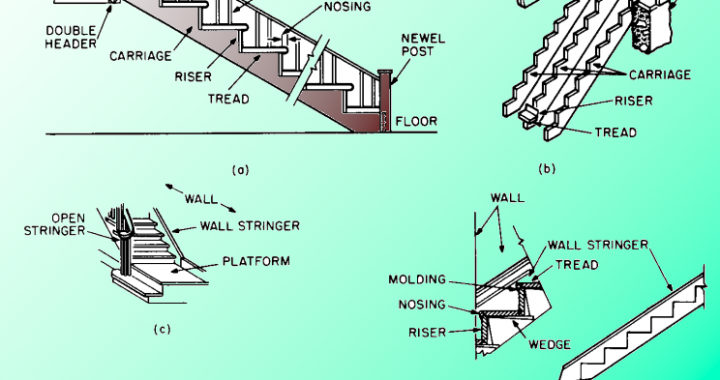 NOSING
DOUBLE
HEADER
CARRIAGE
RISER
TREAD
NEWEL
POST
FLOOR
(a)
CARRIAGE
RISER
TREAD
(b)
WALL
OPEN
STRINGER
WALL STRINGER
PLATFORM
(c)
WALL
WALL STRINGER
TREAD
MOLDING
NOSING
RISER
WEDGE